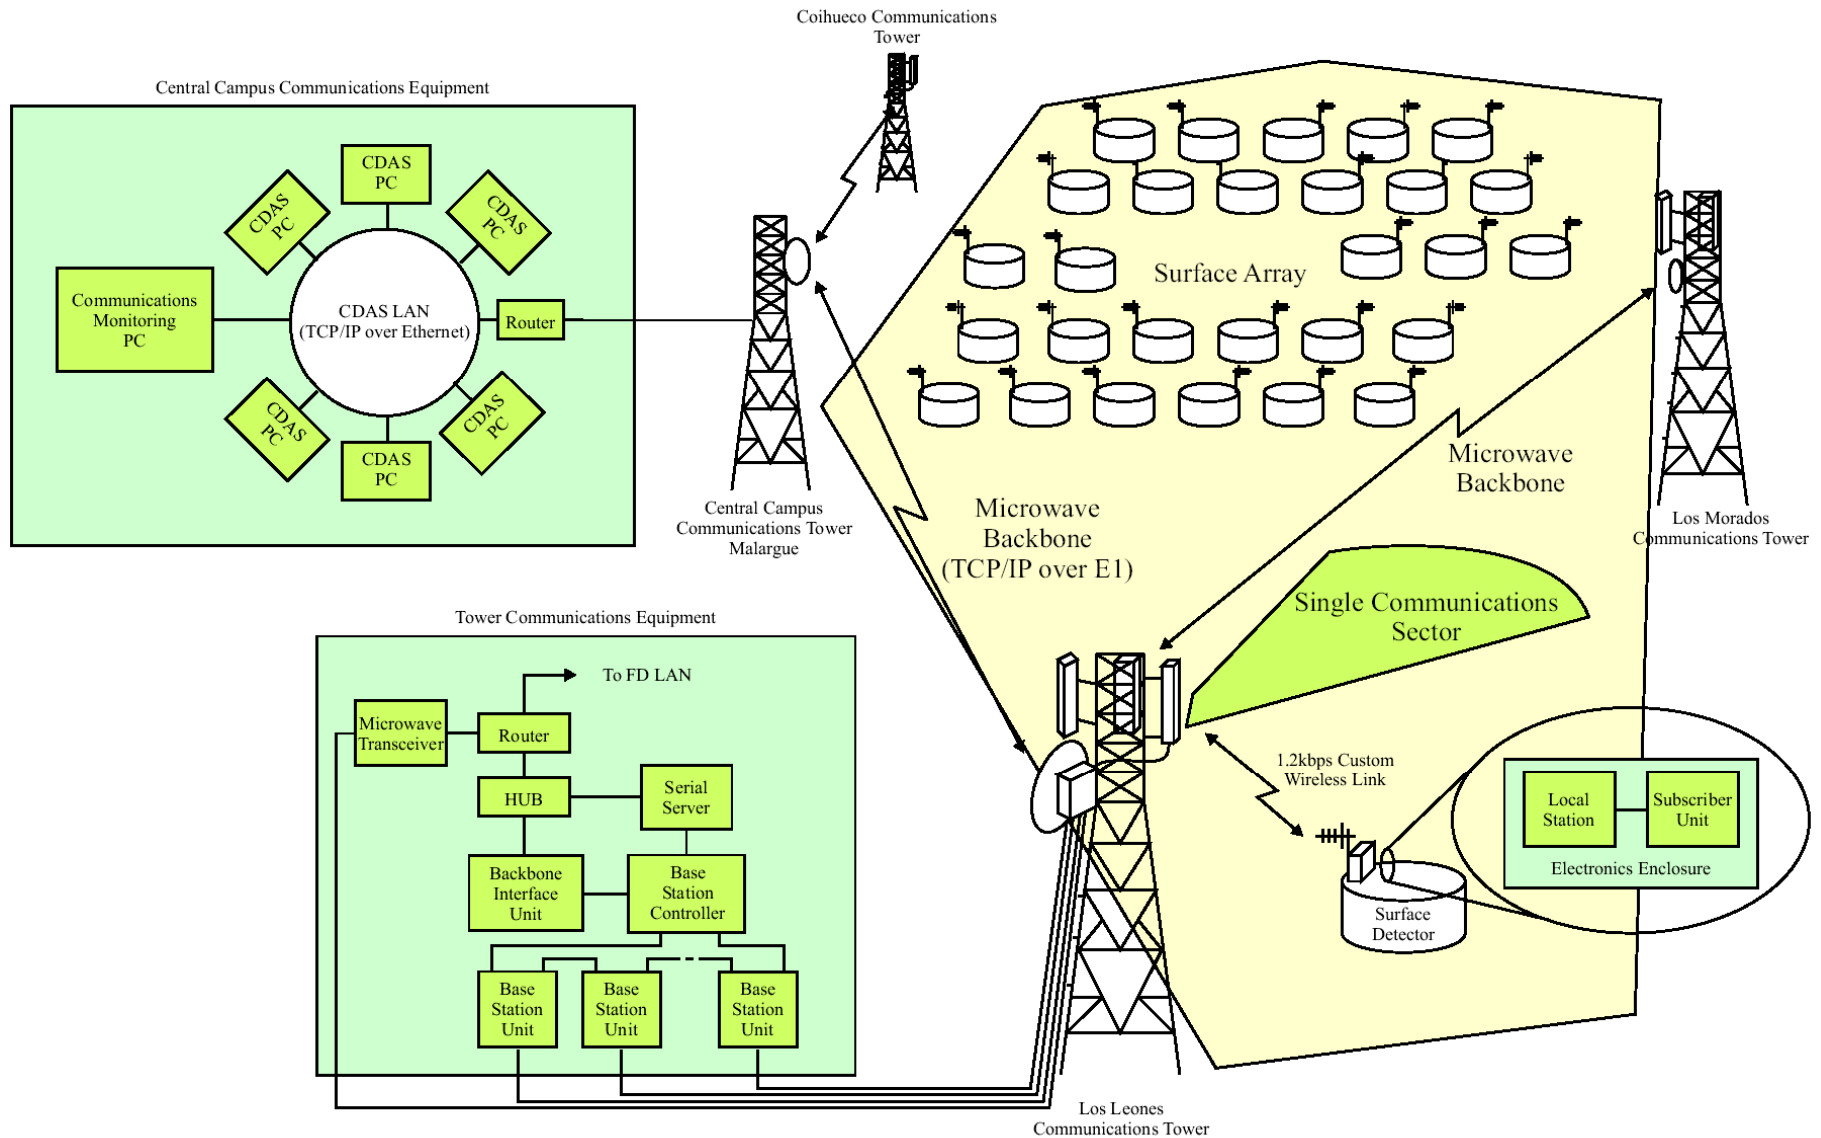 Coihueco Communications
Tower
Central Campus Communications Equipment
CDAS
PC
CDAS
PC
CDAS
PC
Communications
Monitoring
PC
CDAS LAN
(TCP/IP over Ethernet)
Router
CDAS
PC
CDAS
PC
CDAS
PC
Central Campus
Communications Tower
Malargue
Surface Array
Microwave
Backbone
Microwave
Backbone
(TCP/IP over E1)
Los Morados
Communications Tower
Single Communications
Sector
Tower Communications Equipment
To FD LAN
Microwave
Transceiver
Router
HUB
Serial
Server
Backbone
Interface
Unit
Base
Station
Controller
Base
Station
Unit
Base
Station
Unit
Base
Station
Unit
1.2kbps Custom
Wireless Link
Local
Station
Subscriber
Unit
Electronics Enclosure
Surface
Detector
Los Leones
Communications Tower